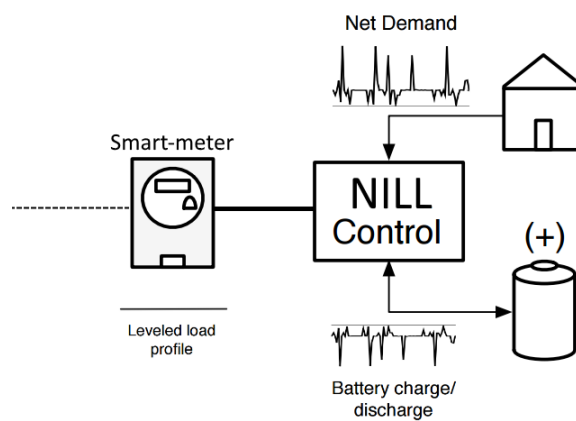 Net Demand
Smart-meter
NILL
Control
(+)
Leveled load
profile
Battery charge/
discharge